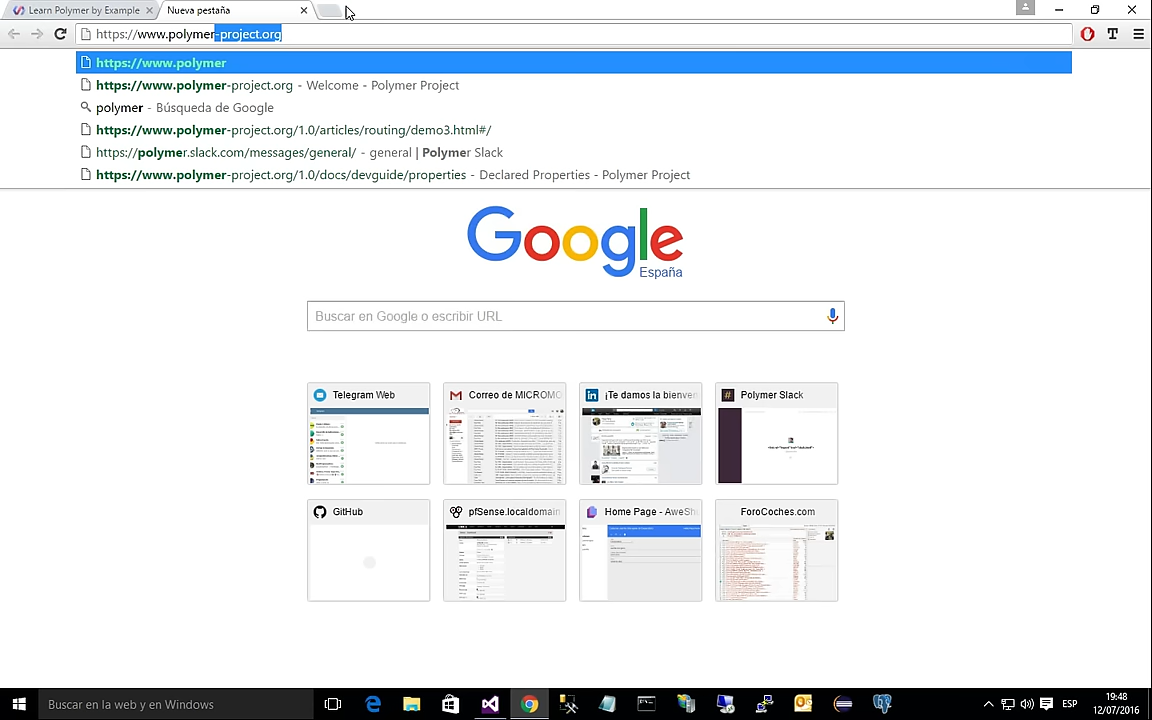 Learn Polymer by Example
Nueva pestaña
https://www.polymer-project.org
https://www.polymer
https://www.polymer-project.org - Welcome - Polymer Project
polymer - Búsqueda de Google
https://www.polymer-project.org/1.0/articles/routing/demo3.html#/
https://polymer.slack.com/messages/general/ - general | Polymer Slack
https://www.polymer-project.org/1.0/docs/devguide/properties - Declared Properties - Polymer Project
Google
España
Buscar en Google o escribir URL
Telegram Web
Correo de MICROMO
¡Te damos la bienven
Polymer Slack
GitHub
pfSense.localdomain
Home Page - AweSh
ForoCoches.com
Buscar en la web y en Windows
ESP
19:48
12/07/2016